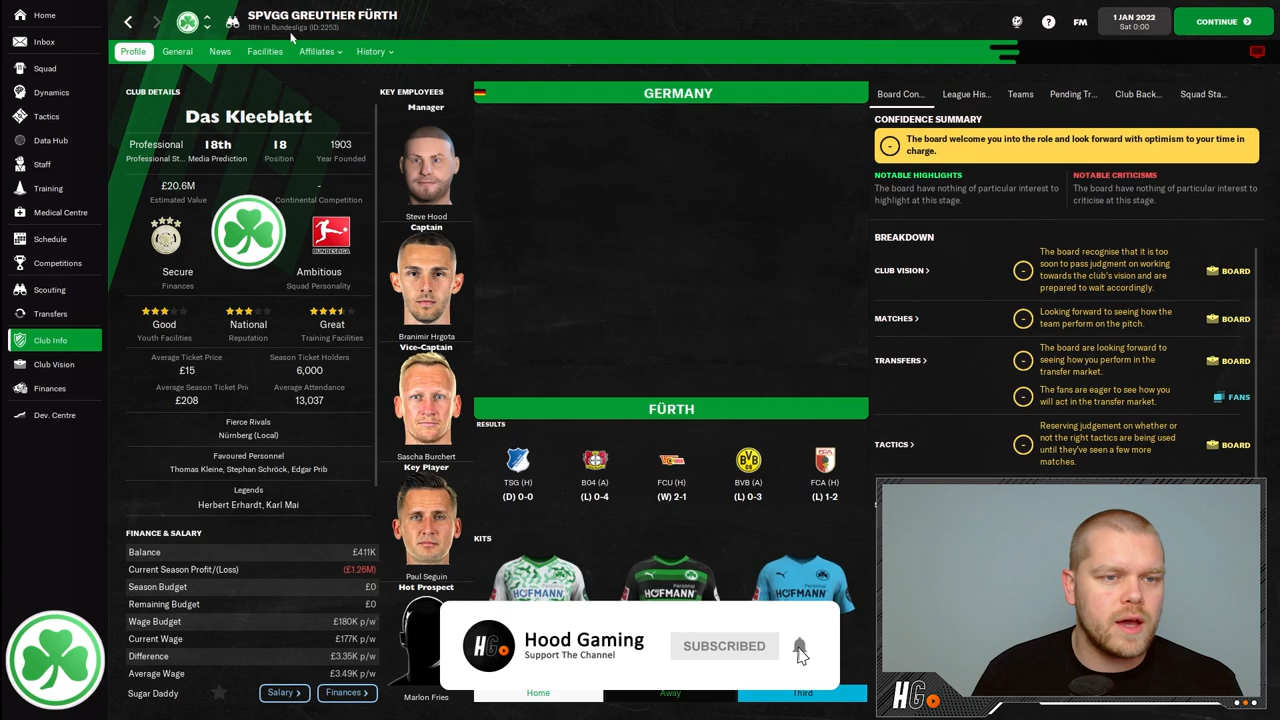 SPVGG GREUTHER FÜRTH
18th in Bundesliga (ID:2253)
FM
1 JAN 2022
Sat 0:00
CONTINUE
Home
Inbox
Squad
Dynamics
Tactics
Data Hub
Staff
Training
Medical Centre
Schedule
Competitions
Scouting
Transfers
Club Info
Club Vision
Finances
Dev. Centre
Profile
General
News
Facilities
Affiliates
History
CLUB DETAILS
Das Kleeblatt
Professional
18th
18
1903
Professional St...
Media Prediction
Position
Year Founded
£20.6M
-
Estimated Value
Continental Competition
BUNDESLIGA
Secure
Ambitious
Finances
Squad Personality
Good
National
Great
Youth Facilities
Reputation
Training Facilities
Average Ticket Price
Season Ticket Holders
£15
6,000
Average Season Ticket Pri
Average Attendance
£208
13,037
Fierce Rivals
Nürnberg (Local)
Favoured Personnel
Thomas Kleine, Stephan Schröck, Edgar Prib
Legends
Herbert Erhardt, Karl Mai
FINANCE & SALARY
Balance £411K
Current Season Profit/(Loss) (£1.26M)
Season Budget £0
Remaining Budget £0
Wage Budget £180K p/w
Current Wage £177K p/w
Difference £3.35K p/w
Average Wage £3.49K p/w
Sugar Daddy
Salary
Finances
KEY EMPLOYEES
Manager
Steve Hood
Captain
Branimir Hrgota
Vice-Captain
Sascha Burchert
Key Player
Paul Seguin
Hot Prospect
Marlon Fries
GERMANY
FÜRTH
RESULTS
TSG (H)
B04 (A)
FCU (H)
BVB (A)
FCA (H)
(D) 0-0
(L) 0-4
(W) 2-1
(L) 0-3
(L) 1-2
KITS
HOFMANN
HOFMANN
HOFMANN
Home
Away
Third
HG
Hood Gaming
Support The Channel
SUBSCRIBED
Board Con...
League His...
Teams
Pending Tr...
Club Back...
Squad Sta...
CONFIDENCE SUMMARY
The board welcome you into the role and look forward with optimism to your time in
charge.
NOTABLE HIGHLIGHTS
The board have nothing of particular interest to
highlight at this stage.
NOTABLE CRITICISMS
The board have nothing of particular interest to
criticise at this stage.
BREAKDOWN
CLUB VISION
The board recognise that it is too
soon to pass judgment on working
towards the club's vision and are
prepared to wait accordingly.
BOARD
MATCHES
Looking forward to seeing how the
team perform on the pitch.
BOARD
TRANSFERS
The board are looking forward to
seeing how you perform in the
transfer market.
BOARD
The fans are eager to see how you
will act in the transfer market.
FANS
TACTICS
Reserving judgement on whether or
not the right tactics are being used
until they've seen a few more
matches.
BOARD
HG